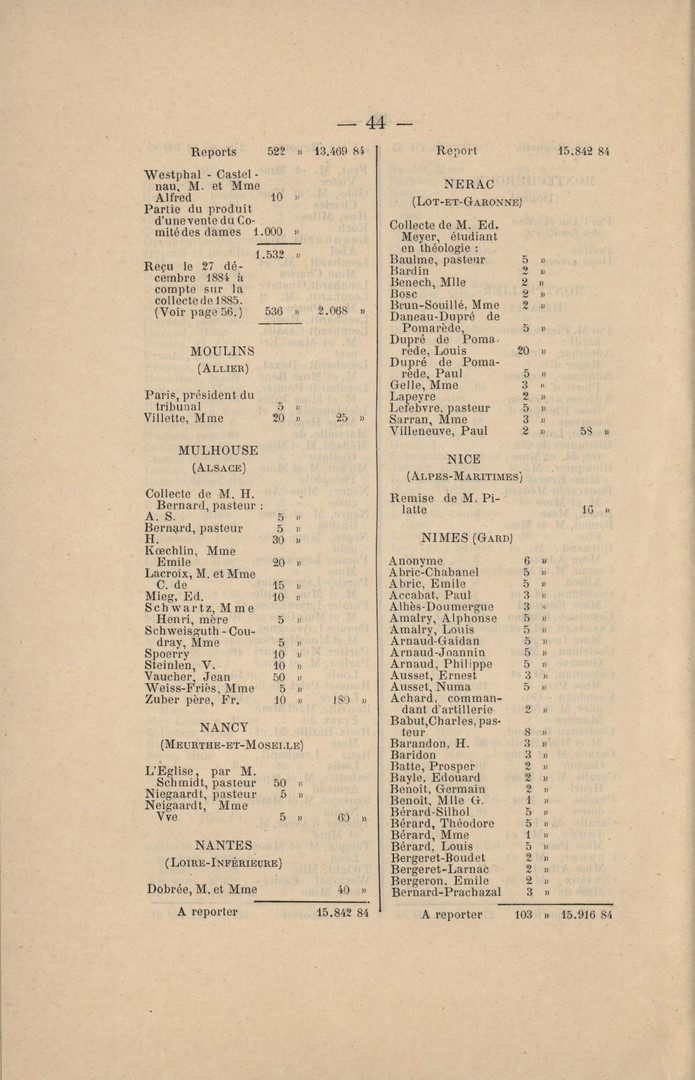 — 44 —
Reports 522 » 13.469 84
Westphal - Castel-
nau, M. et Mme
Alfred 10 »
Partie du produit
d'une vente du Co-
mité des dames 1.000 »
1.532 »
Reçu le 27 dé-
cembre 1884 à
compte sur la
collecte de 1885.
(Voir page 56.) 536 » 2.068 »
MOULINS
(ALLIER)
Paris, président du
tribunal 5 »
Villette, Mme 20 » 25 »
MULHOUSE
(ALSACE)
Collecte de M. H.
Bernard, pasteur :
A. S. 5 »
Bernard, pasteur 5 »
H. 30 »
Kœchlin, Mme
Emile 20 »
Lacroix, M. et Mme
C. de 15 »
Mieg, Ed. 10 »
Schwartz, Mme
Henri, mère 5 »
Schweisguth - Cou-
dray, Mme 5 »
Spoerry 10 »
Steinlen, V. 10 »
Vaucher, Jean 50 »
Weiss-Friès, Mme 5 »
Zuber père, Fr. 10 » 180 »
NANCY
(MEURTHE-ET-MOSELLE)
L'Eglise, par M.
Schmidt, pasteur 50 »
Niegaardt, pasteur 5 »
Neigaardt, Mme
Vve 5 » 60 »
NANTES
(LOIRE-INFÉRIEURE)
Dobrée, M. et Mme 40 »
A reporter 15.842 84
Report 15.842 84
NERAC
(LOT-ET-GARONNE)
Collecte de M. Ed.
Meyer, étudiant
en théologie :
Baulme, pasteur 5 »
Bardin 2 »
Benech, Mlle 2 »
Bosc 2 »
Brun-Souillé, Mme 2 »
Daneau-Dupré de
Pomarède, 5 »
Dupré de Poma-
rède, Louis 20 »
Dupré de Poma-
rède, Paul 5 »
Gelle, Mme 3 »
Lapeyre 2 »
Lefebvre, pasteur 5 »
Sarran, Mme 3 »
Villeneuve, Paul 2 » 58 »
NICE
(ALPES-MARITIMES)
Remise de M. Pi-
latte 16 »
NIMES (GARD)
Anonyme 6 »
Abric-Chabanel 5 »
Abric, Emile 5 »
Accabat, Paul 3 »
Alhès-Doumergue 3 »
Amalry, Alphonse 5 »
Amalry, Louis 5 »
Arnaud-Gaidan 5 »
Arnaud-Joannin 5 »
Arnaud, Philippe 5 »
Ausset, Ernest 3 »
Ausset, Numa 5 »
Achard, comman-
dant d'artillerie 2 »
Babut, Charles, pas-
teur 8 »
Barandon, H. 3 »
Baridon 3 »
Batte, Prosper 2 »
Bayle, Edouard 2 »
Benoit, Germain 2 »
Benoit, Mlle G. 1 »
Bérard-Silhol 5 »
Bérard, Théodore 5 »
Bérard, Mme 1 »
Bérard, Louis 5 »
Bergeret-Boudet 2 »
Bergeret-Larnac 2 »
Bergeron, Emile 2 »
Bernard-Prachazal 3 »
A reporter 103 » 15.916 84